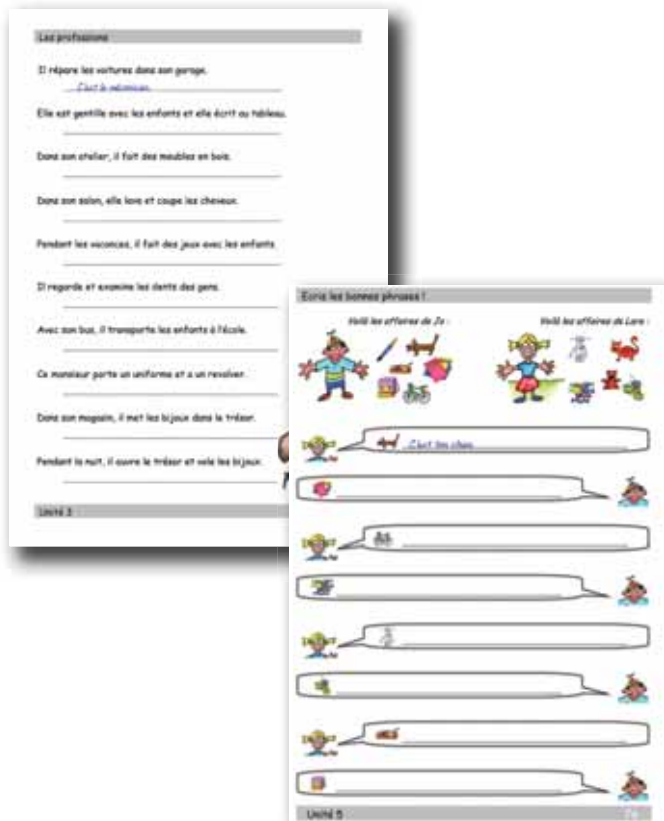 Les professions
Il répare les voitures dans son garage.
C'est le mécanicien.
Elle est gentille avec les enfants et elle écrit au tableau.
Dans son atelier, il fait des meubles en bois.
Dans son salon, elle lave et coupe les cheveux.
Pendant les vacances, il fait des jeux avec les enfants.
Il regarde et examine les dents des gens.
Avec son bus, il transporte les enfants à l'école.
Ce monsieur porte un uniforme et a un revolver.
Dans son magasin, il met les bijoux dans le trésor.
Pendant la nuit, il ouvre le trésor et vole les bijoux.
Unité 3
Ecris les bonnes phrases !
Voilà les affaires de Jo :
Voilà les affaires de Lara :
C'est ton chien.
Unité 5